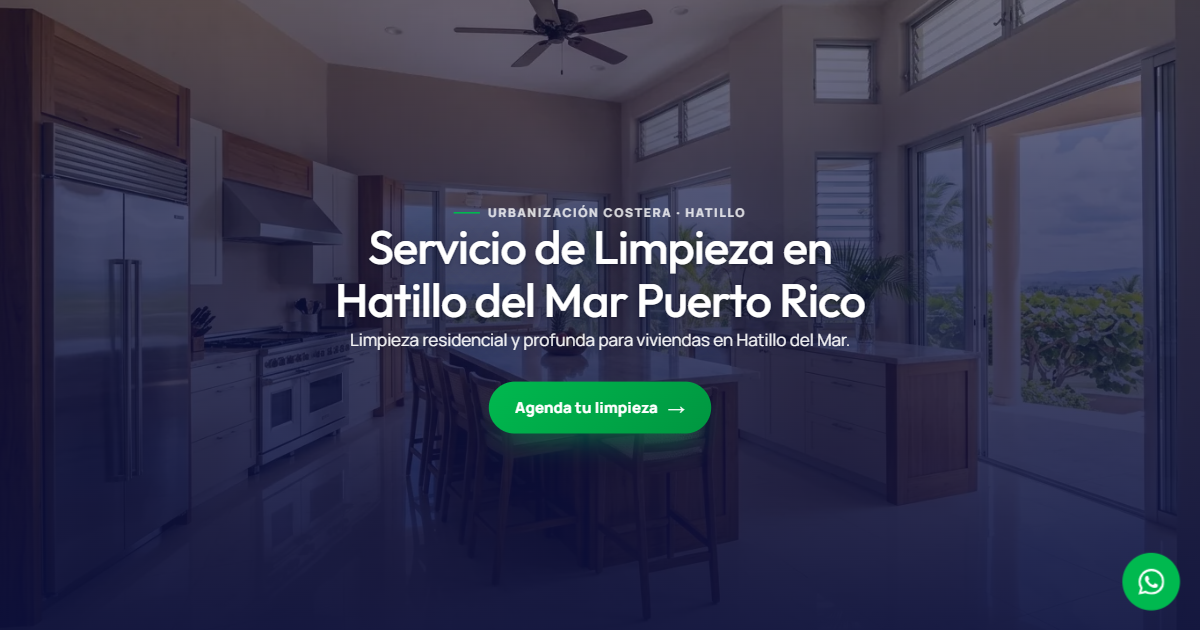 URBANIZACIÓN COSTERA · HATILLO
Servicio de Limpieza en
Hatillo del Mar Puerto Rico
Limpieza residencial y profunda para viviendas en Hatillo del Mar.
Agenda tu limpieza →